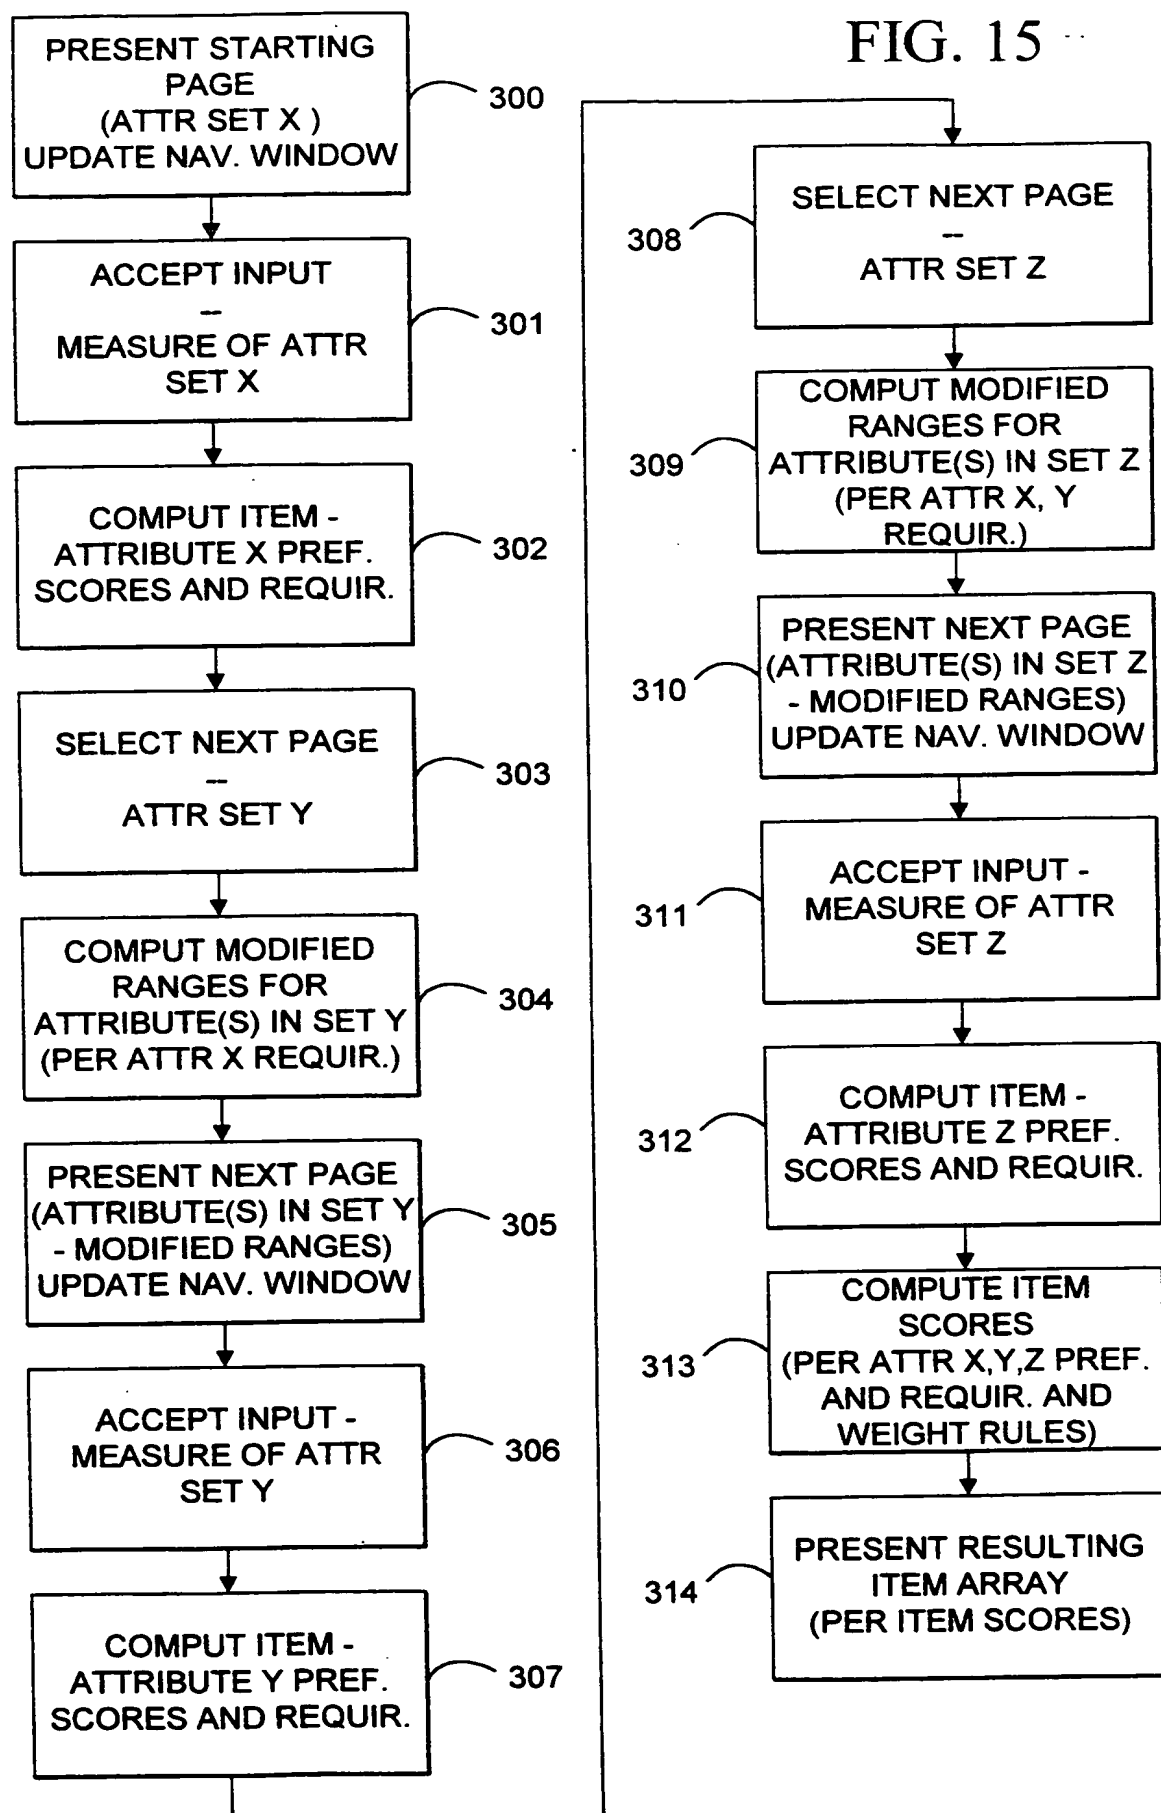 FIG. 15
PRESENT STARTING
PAGE
(ATTR SET X )
UPDATE NAV. WINDOW
300
ACCEPT INPUT
--
MEASURE OF ATTR
SET X
301
COMPUT ITEM -
ATTRIBUTE X PREF.
SCORES AND REQUIR.
302
SELECT NEXT PAGE
--
ATTR SET Y
303
COMPUT MODIFIED
RANGES FOR
ATTRIBUTE(S) IN SET Y
(PER ATTR X REQUIR.)
304
PRESENT NEXT PAGE
(ATTRIBUTE(S) IN SET Y
- MODIFIED RANGES)
UPDATE NAV. WINDOW
305
ACCEPT INPUT -
MEASURE OF ATTR
SET Y
306
COMPUT ITEM -
ATTRIBUTE Y PREF.
SCORES AND REQUIR.
307
SELECT NEXT PAGE
--
ATTR SET Z
308
COMPUT MODIFIED
RANGES FOR
ATTRIBUTE(S) IN SET Z
(PER ATTR X, Y
REQUIR.)
309
PRESENT NEXT PAGE
(ATTRIBUTE(S) IN SET Z
- MODIFIED RANGES)
UPDATE NAV. WINDOW
310
ACCEPT INPUT -
MEASURE OF ATTR
SET Z
311
COMPUT ITEM -
ATTRIBUTE Z PREF.
SCORES AND REQUIR.
312
COMPUTE ITEM
SCORES
(PER ATTR X,Y,Z PREF.
AND REQUIR. AND
WEIGHT RULES)
313
PRESENT RESULTING
ITEM ARRAY
(PER ITEM SCORES)
314